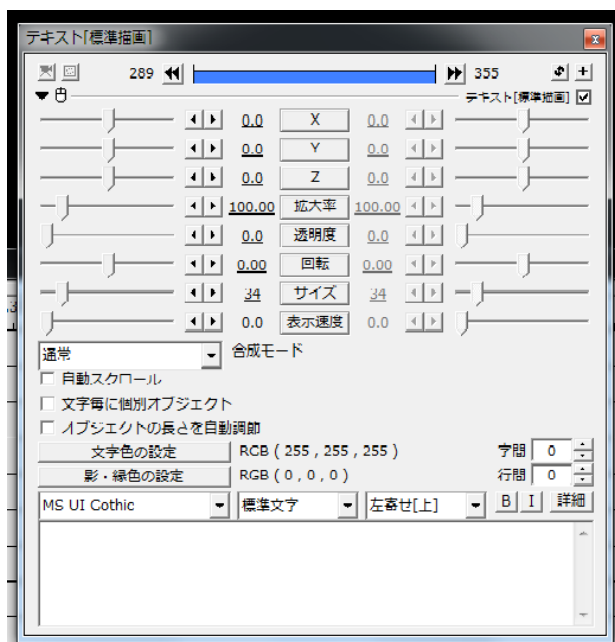 テキスト[標準描画]
289 355
テキスト[標準描画]
0.0 X 0.0
0.0 Y 0.0
0.0 Z 0.0
100.00 拡大率 100.00
0.0 透明度 0.0
0.00 回転 0.00
34 サイズ 34
0.0 表示速度 0.0
通常 合成モード
自動スクロール
文字毎に個別オブジェクト
オブジェクトの長さを自動調節
文字色の設定 RGB ( 255 , 255 , 255 ) 字間 0
影・縁色の設定 RGB ( 0 , 0 , 0 ) 行間 0
MS UI Gothic 標準文字 左寄せ[上] B I 詳細